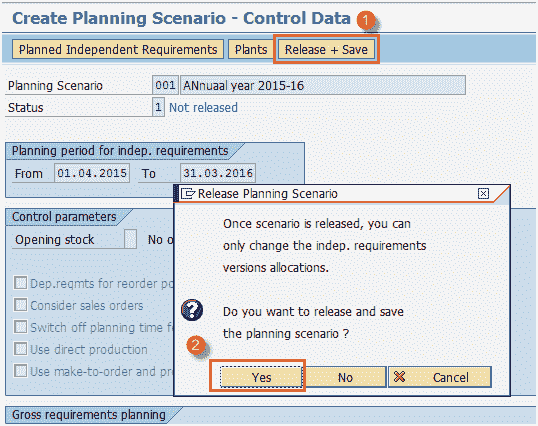 Create Planning Scenario - Control Data 1
Planned Independent Requirements Plants Release + Save
Planning Scenario 001 ANnuaal year 2015-16
Status 1 Not released
Planning period for indep. requirements
From 01.04.2015 To 31.03.2016
Release Planning Scenario
Control parameters
Once scenario is released, you can
Opening stock No o
only change the indep. requirements
versions allocations.
Dep.reqmts for reorder po
Consider sales orders
Do you want to release and save
Switch off planning time fe
the planning scenario ?
Use direct production
2
Use make-to-order and pr
Yes No Cancel
Gross requirements planning